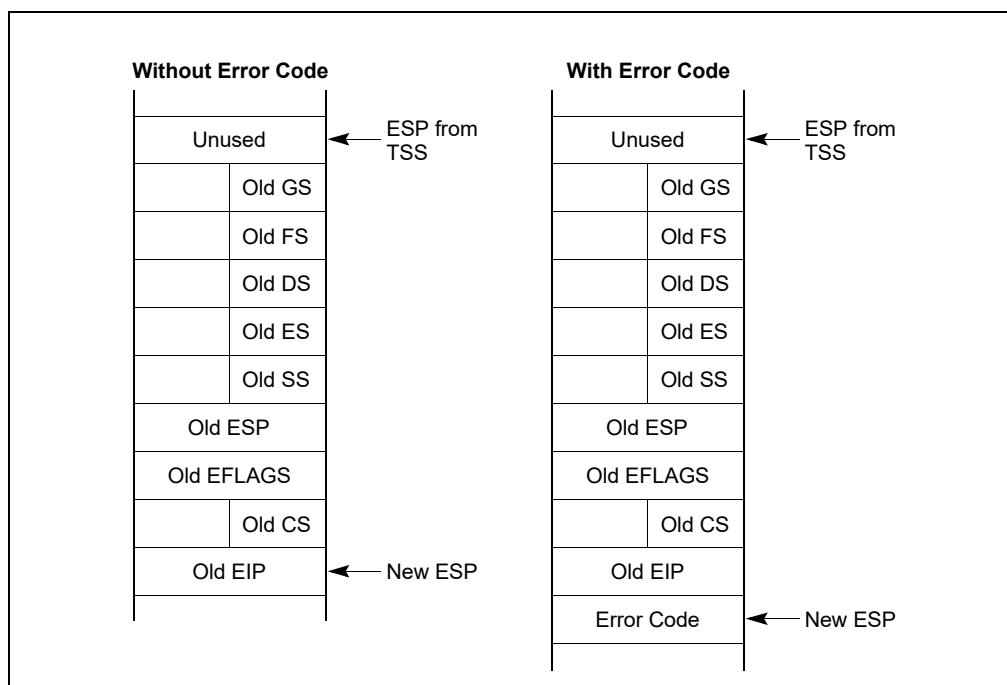 Without Error Code
Unused
ESP from
TSS
Old GS
Old FS
Old DS
Old ES
Old SS
Old ESP
Old EFLAGS
Old CS
Old EIP
New ESP
With Error Code
Unused
ESP from
TSS
Old GS
Old FS
Old DS
Old ES
Old SS
Old ESP
Old EFLAGS
Old CS
Old EIP
Error Code
New ESP